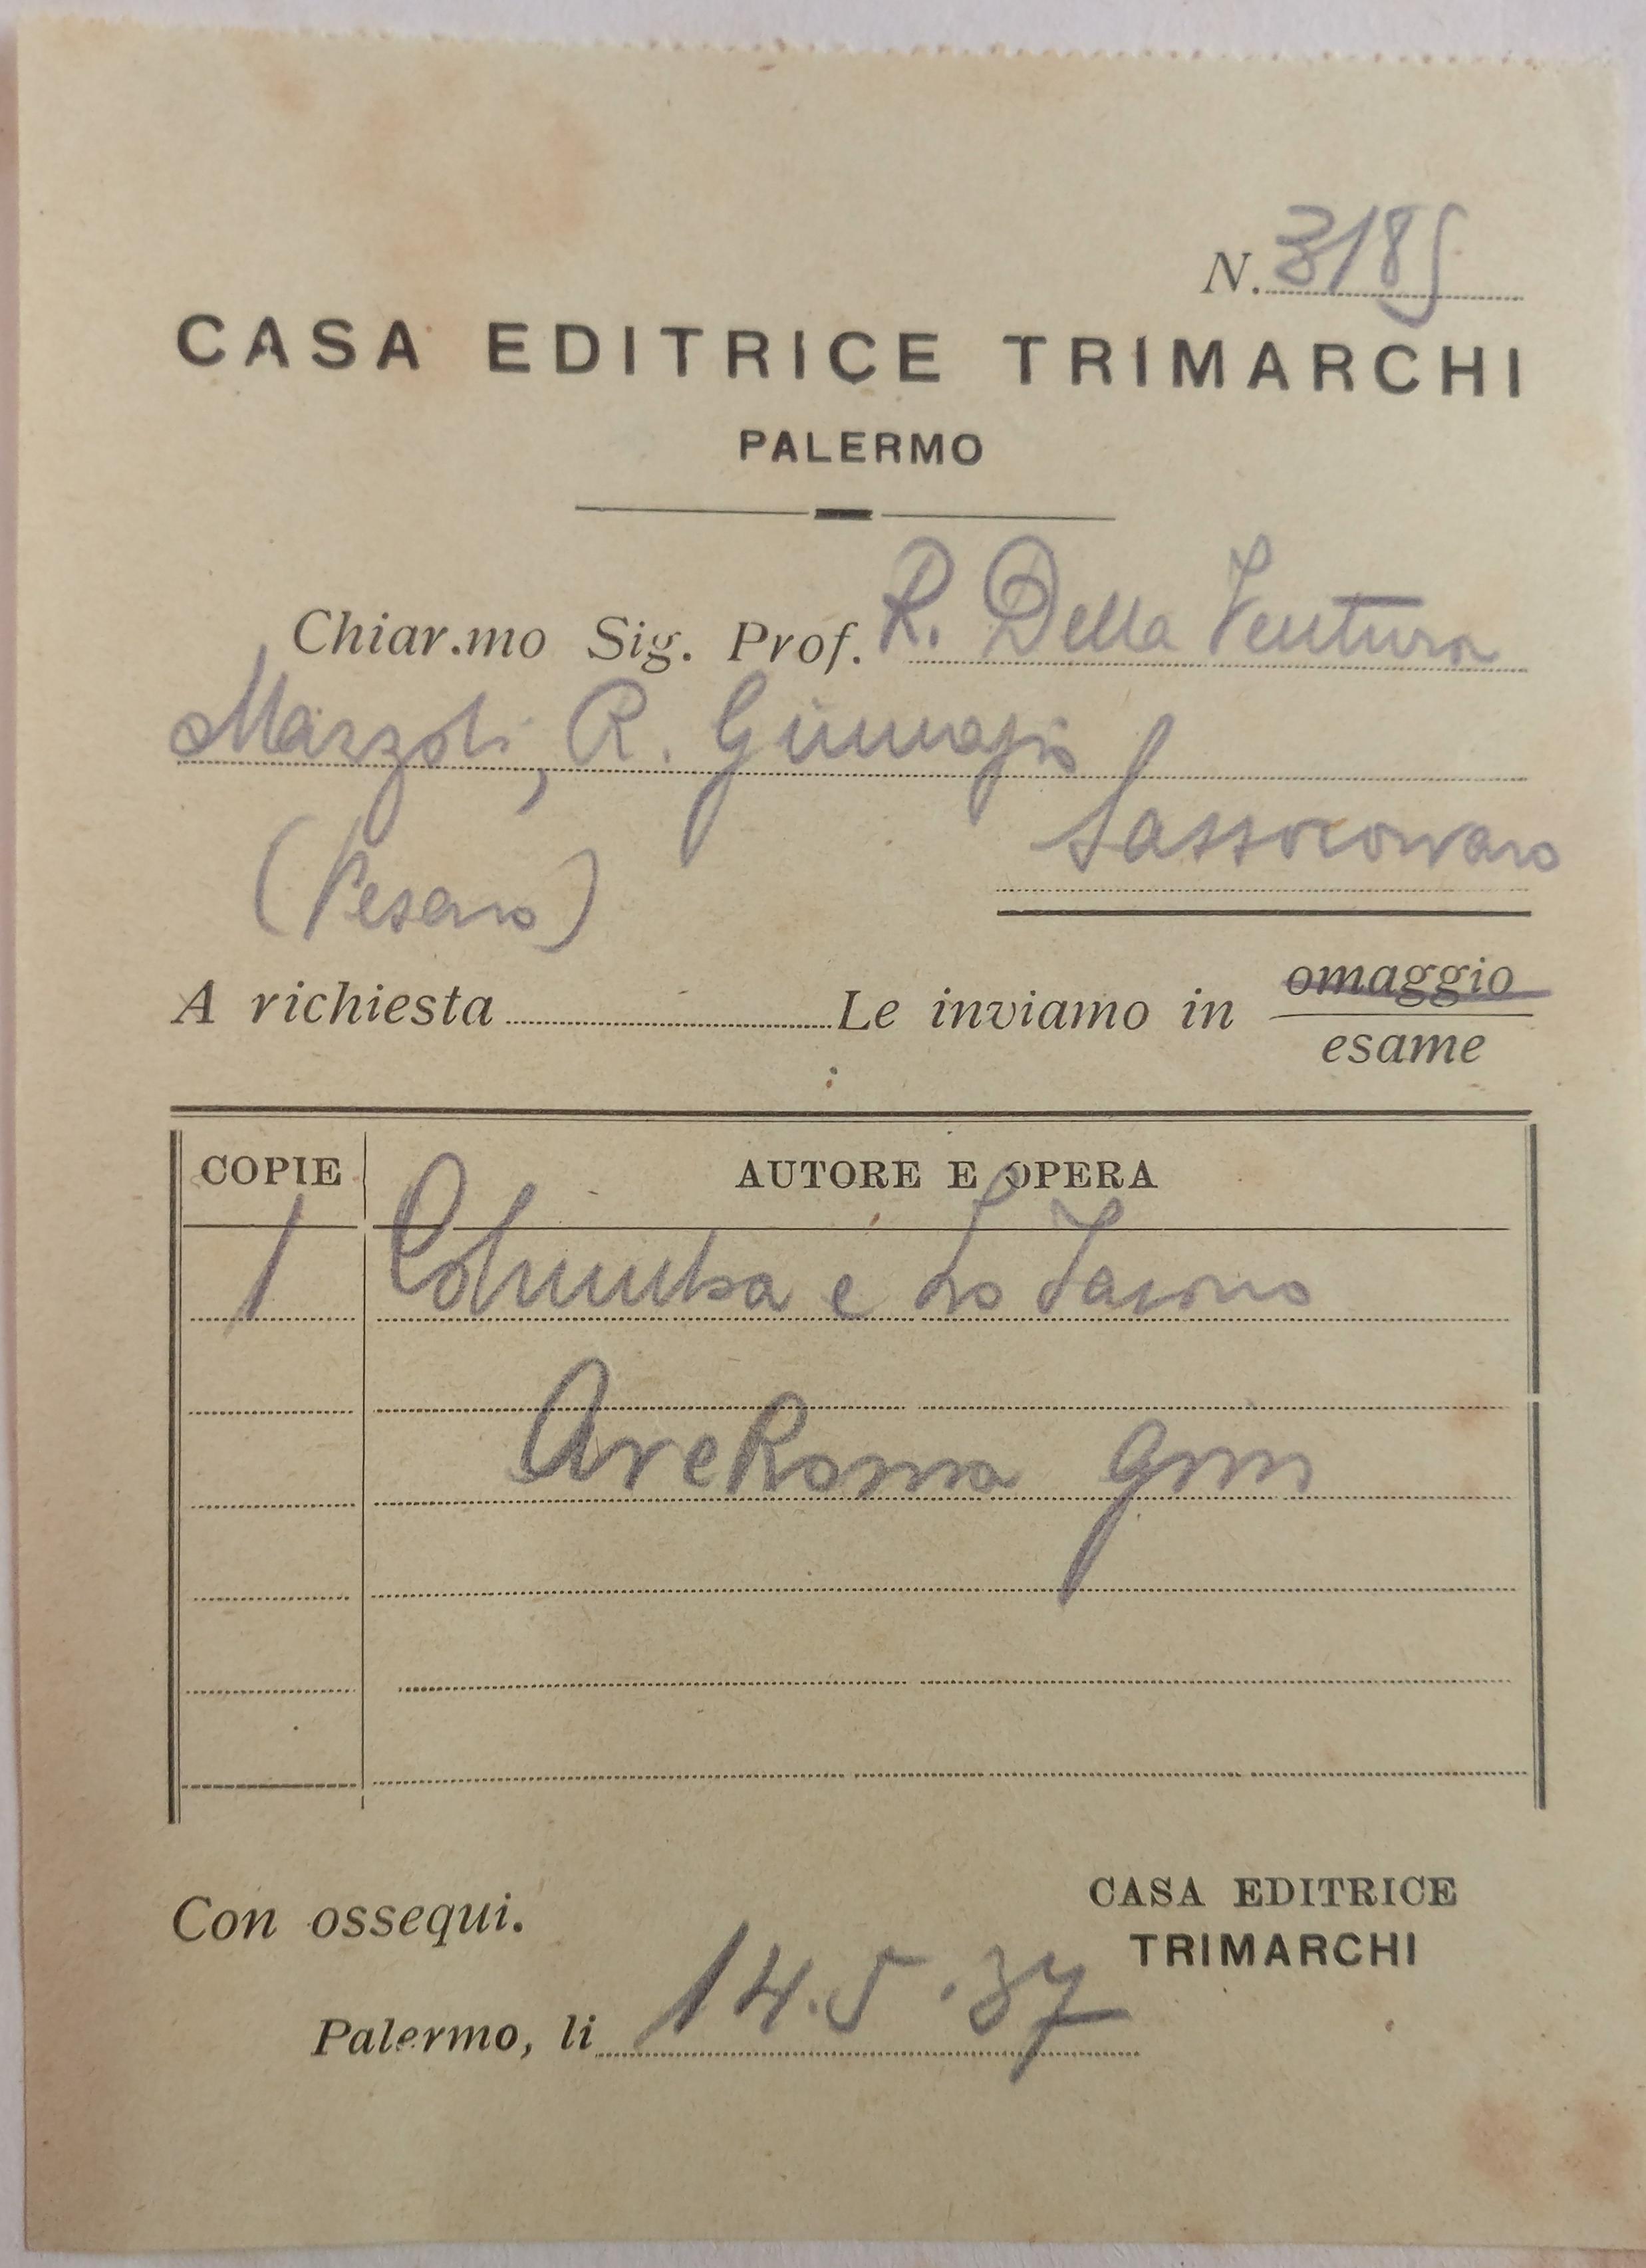 N. 3185
CASA EDITRICE TRIMARCHI
PALERMO
Chiar.mo Sig. Prof. R. Della Ventura
Mazzoli, R. Ginnasio
Sassocorvaro
(Pesaro)
A richiesta Le inviamo in omaggio
esame
COPIE AUTORE E OPERA
1 Columba e Lo Iacono
Ave Roma ginn
Con ossequi.
CASA EDITRICE
TRIMARCHI
Palermo, li 14.5.37